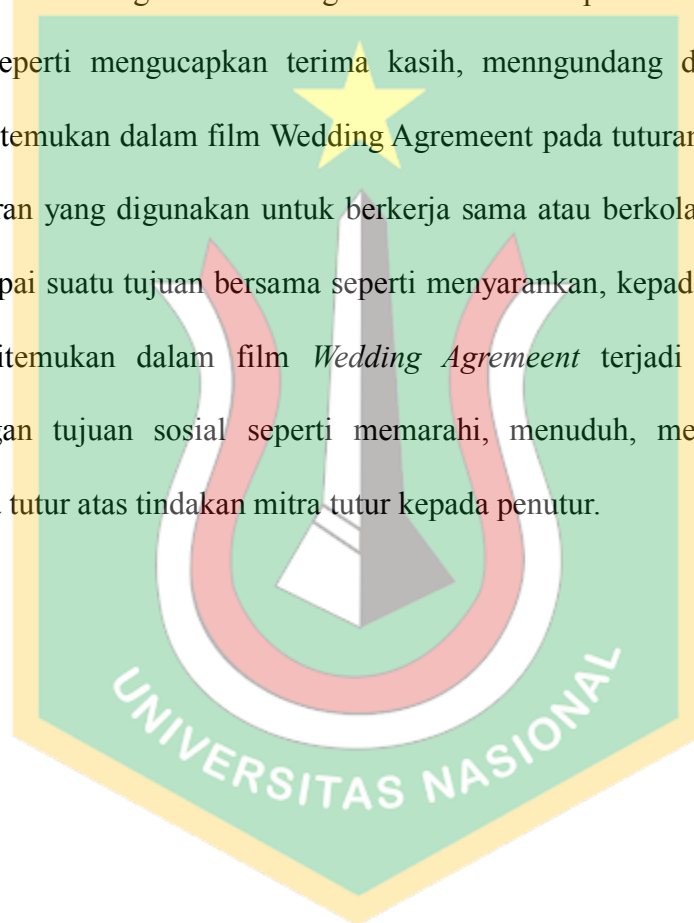 seperti mengucapkan terima kasih, menngundang
temukan dalam film Wedding Agremeent pada tuturan
yang digunakan untuk berkerja sama atau berkola
pai suatu tujuan bersama seperti menyarankan, kepad
itemukan dalam film Wedding Agremeent terjadi
gan tujuan sosial seperti memarahi, menuduh, me
tutur atas tindakan mitra tutur kepada penutur.
UNIVERSITAS NASIONAL